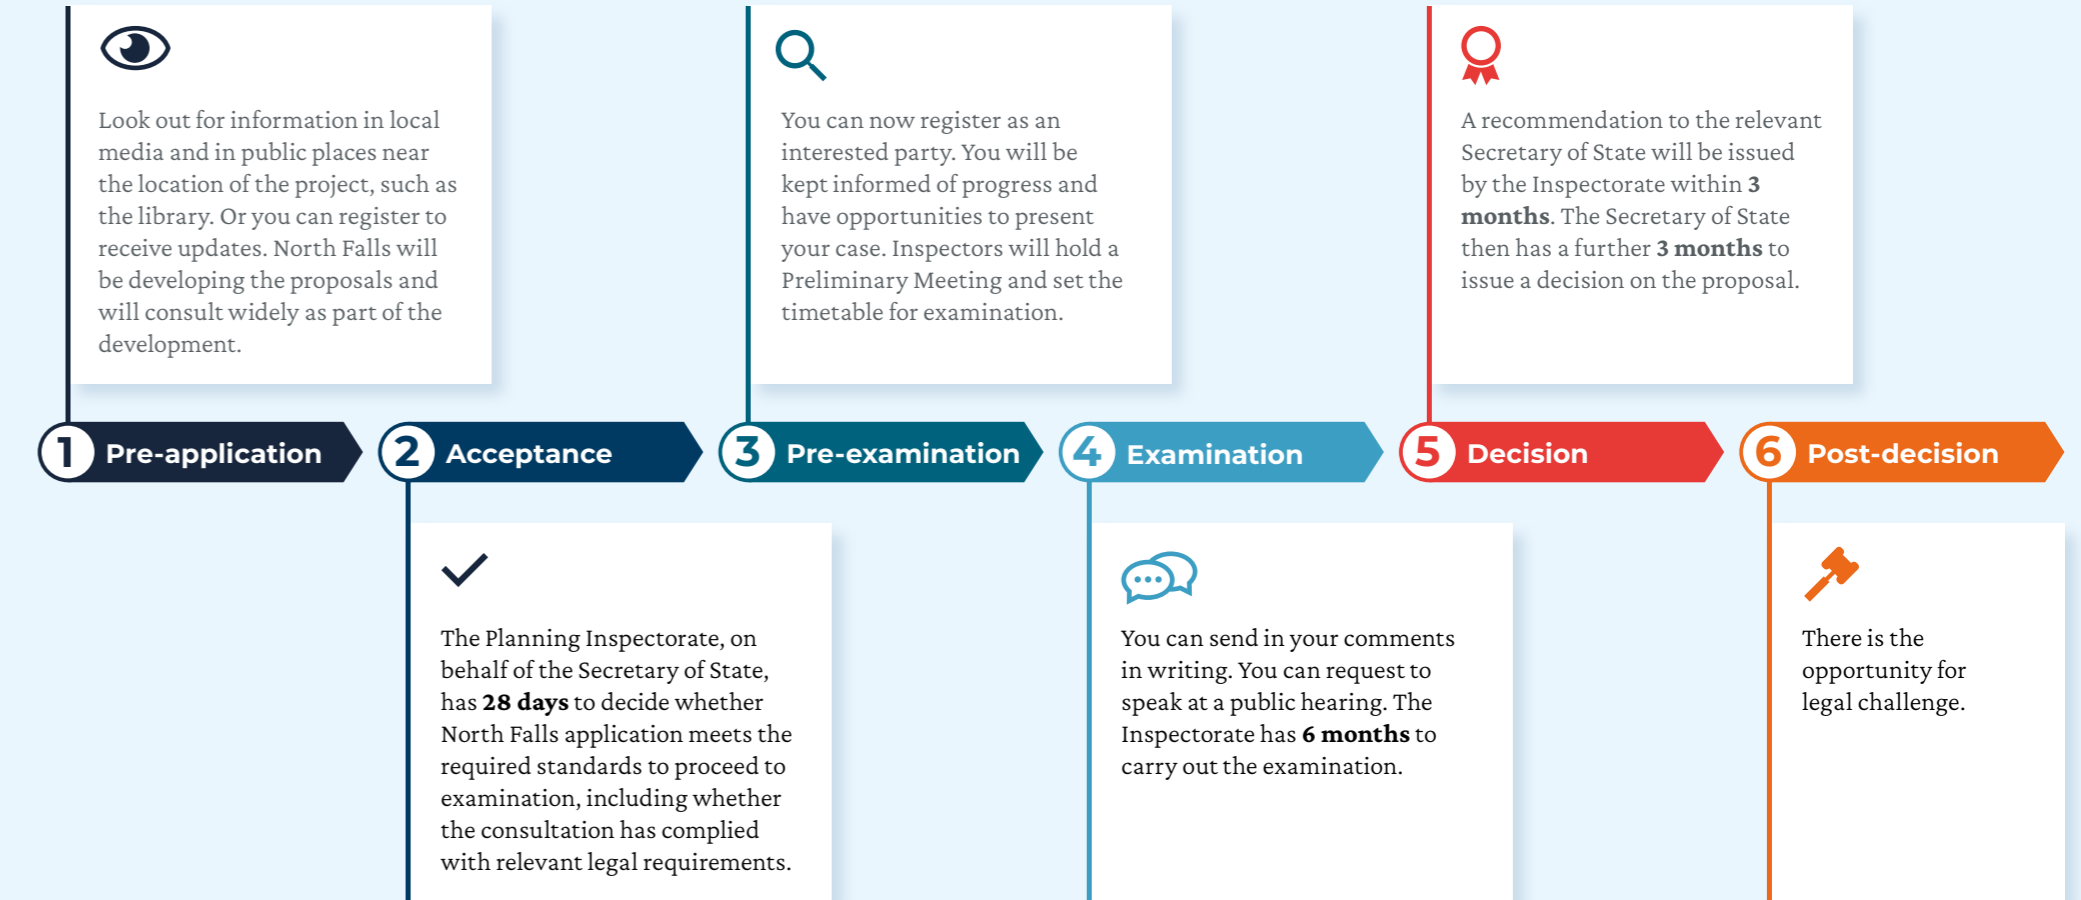 Look out for information in local
media and in public places near
the location of the project, such as
the library. Or you can register to
receive updates. North Falls will
be developing the proposals and
will consult widely as part of the
development.
You can now register as an
interested party. You will be
kept informed of progress and
have opportunities to present
your case. Inspectors will hold a
Preliminary Meeting and set the
timetable for examination.
A recommendation to the relevant
Secretary of State will be issued
by the Inspectorate within 3
months. The Secretary of State
then has a further 3 months to
issue a decision on the proposal.
1 Pre-application
2 Acceptance
3 Pre-examination
4 Examination
5 Decision
6 Post-decision
The Planning Inspectorate, on
behalf of the Secretary of State,
has 28 days to decide whether
North Falls application meets the
required standards to proceed to
examination, including whether
the consultation has complied
with relevant legal requirements.
You can send in your comments
in writing. You can request to
speak at a public hearing. The
Inspectorate has 6 months to
carry out the examination.
There is the
opportunity for
legal challenge.